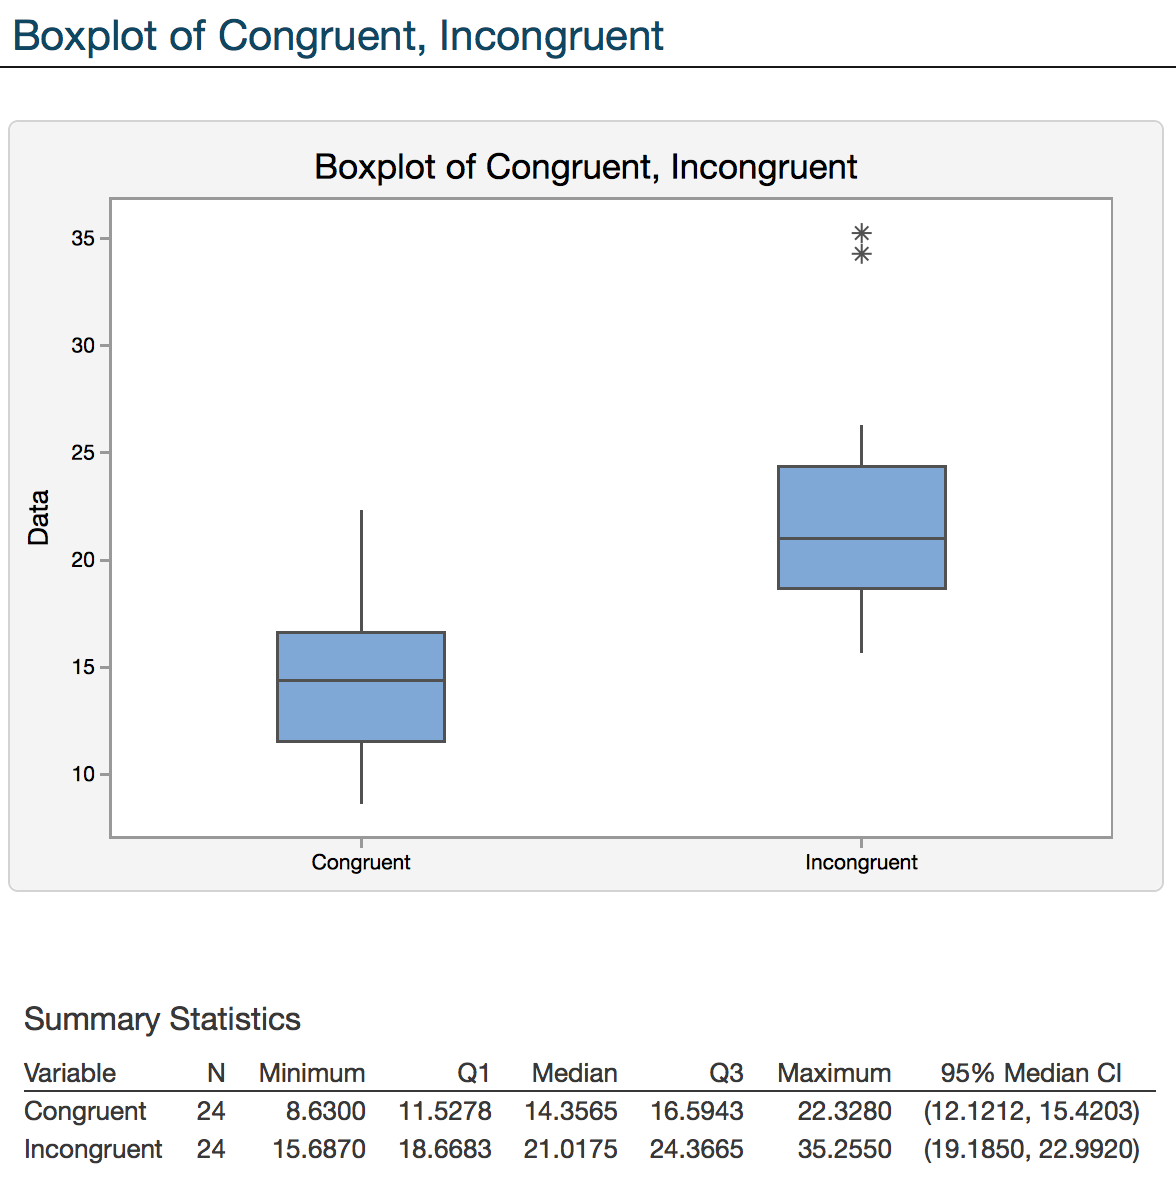 Boxplot of Congruent, Incongruent
Boxplot of Congruent, Incongruent
35
30
25
20
15
10
Data
Congruent Incongruent
Summary Statistics
Variable N Minimum Q1 Median Q3 Maximum 95% Median CI
Congruent 24 8.6300 11.5278 14.3565 16.5943 22.3280 (12.1212, 15.4203)
Incongruent 24 15.6870 18.6683 21.0175 24.3665 35.2550 (19.1850, 22.9920)